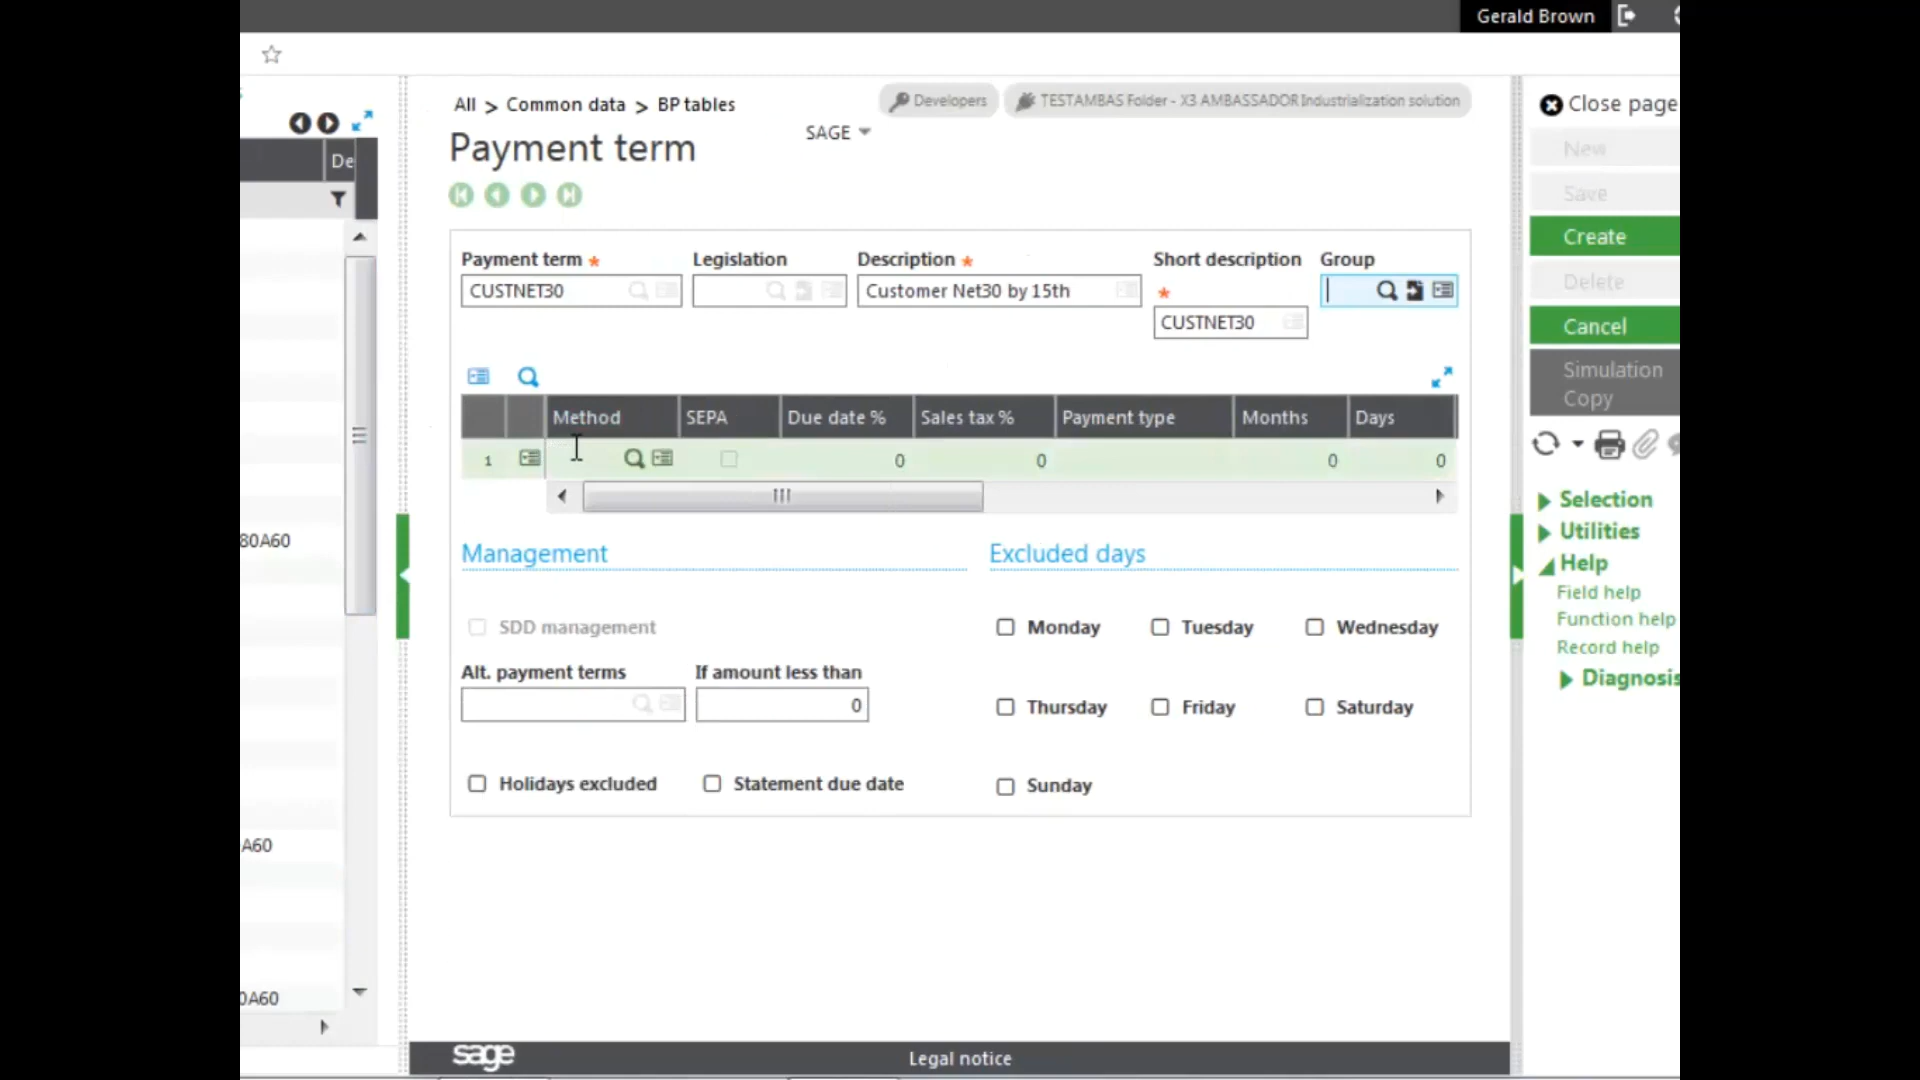 Gerald Brown
All > Common data > BP tables
Developers
TESTAMBAS Folder - X3 AMBASSADOR Industrialization solution
SAGE
Payment term
Close page
New
Save
Create
Delete
Cancel
Simulation
Copy
Selection
Utilities
Help
Field help
Function help
Record help
Diagnosis
De
80A60
A60
0A60
Payment term *
Legislation
Description *
Short description *
Group
CUSTNET30
Customer Net30 by 15th
CUSTNET30
Method
SEPA
Due date %
Sales tax %
Payment type
Months
Days
1
0
0
0
0
Management
Excluded days
SDD management
Monday
Tuesday
Wednesday
Alt. payment terms
If amount less than
0
Thursday
Friday
Saturday
Holidays excluded
Statement due date
Sunday
sage
Legal notice